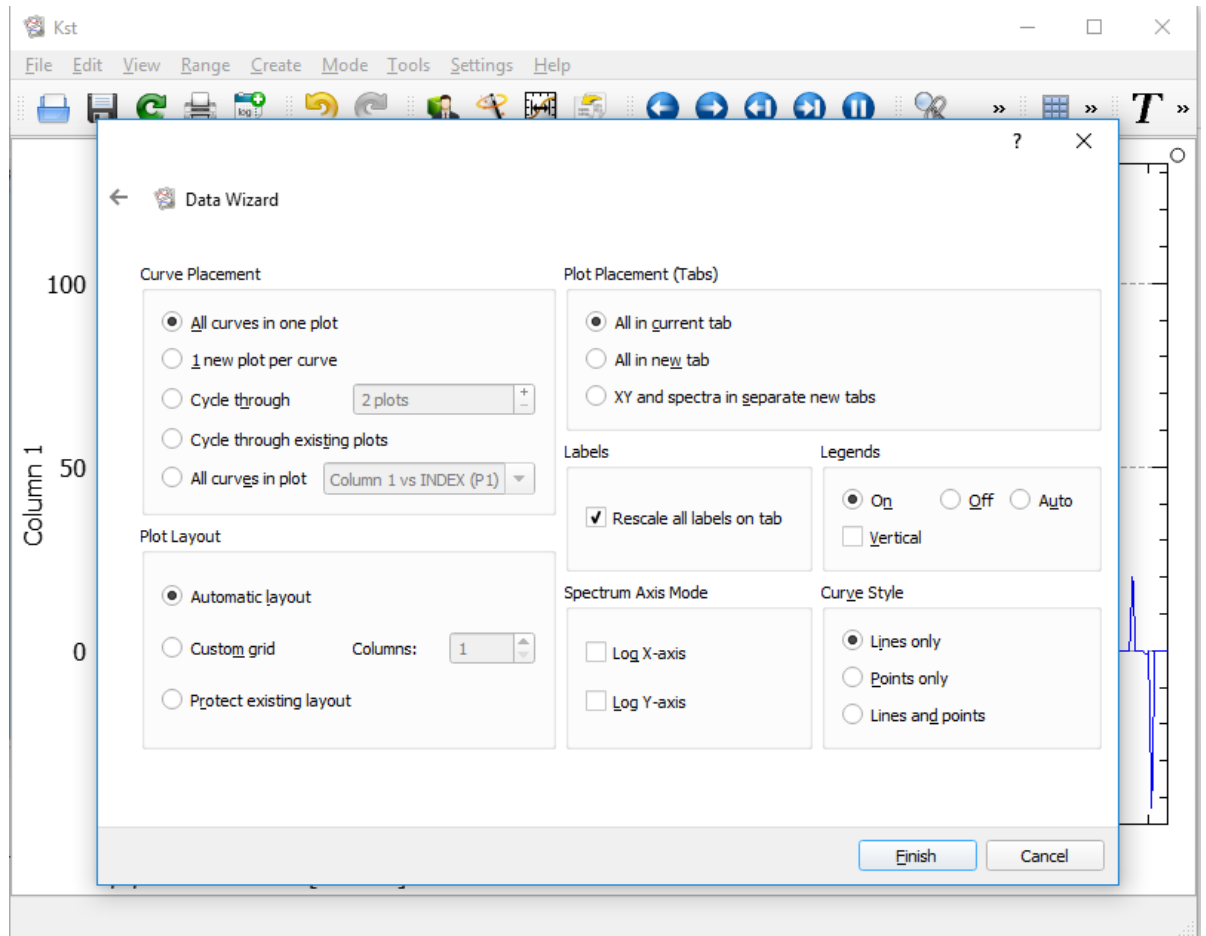 Kst
File Edit View Range Create Mode Tools Settings Help
log
T
»
»
»
?
Data Wizard
Curve Placement
All curves in one plot
1 new plot per curve
Cycle through 2 plots
Cycle through existing plots
All curves in plot Column 1 vs INDEX (P1)
Plot Layout
Automatic layout
Custom grid Columns: 1
Protect existing layout
Plot Placement (Tabs)
All in current tab
All in new tab
XY and spectra in separate new tabs
Labels
Rescale all labels on tab
Legends
On Off Auto
Vertical
Spectrum Axis Mode
Log X-axis
Log Y-axis
Curve Style
Lines only
Points only
Lines and points
Finish Cancel
100
50
0
Column 1